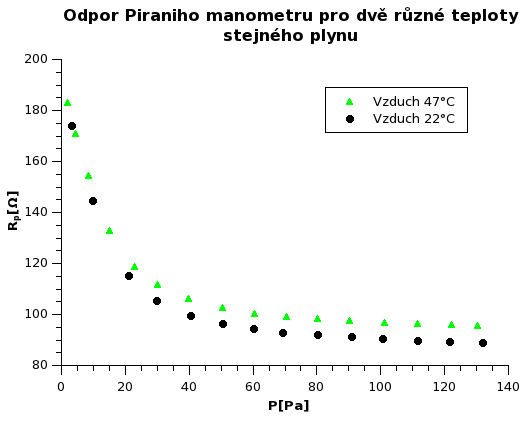 Odpor Piraniho manometru pro dvě různé teploty
stejného plynu
200
180
160
140
120
100
80
Rp[Ω]
Vzduch 47°C
Vzduch 22°C
0 20 40 60 80 100 120 140
P[Pa]